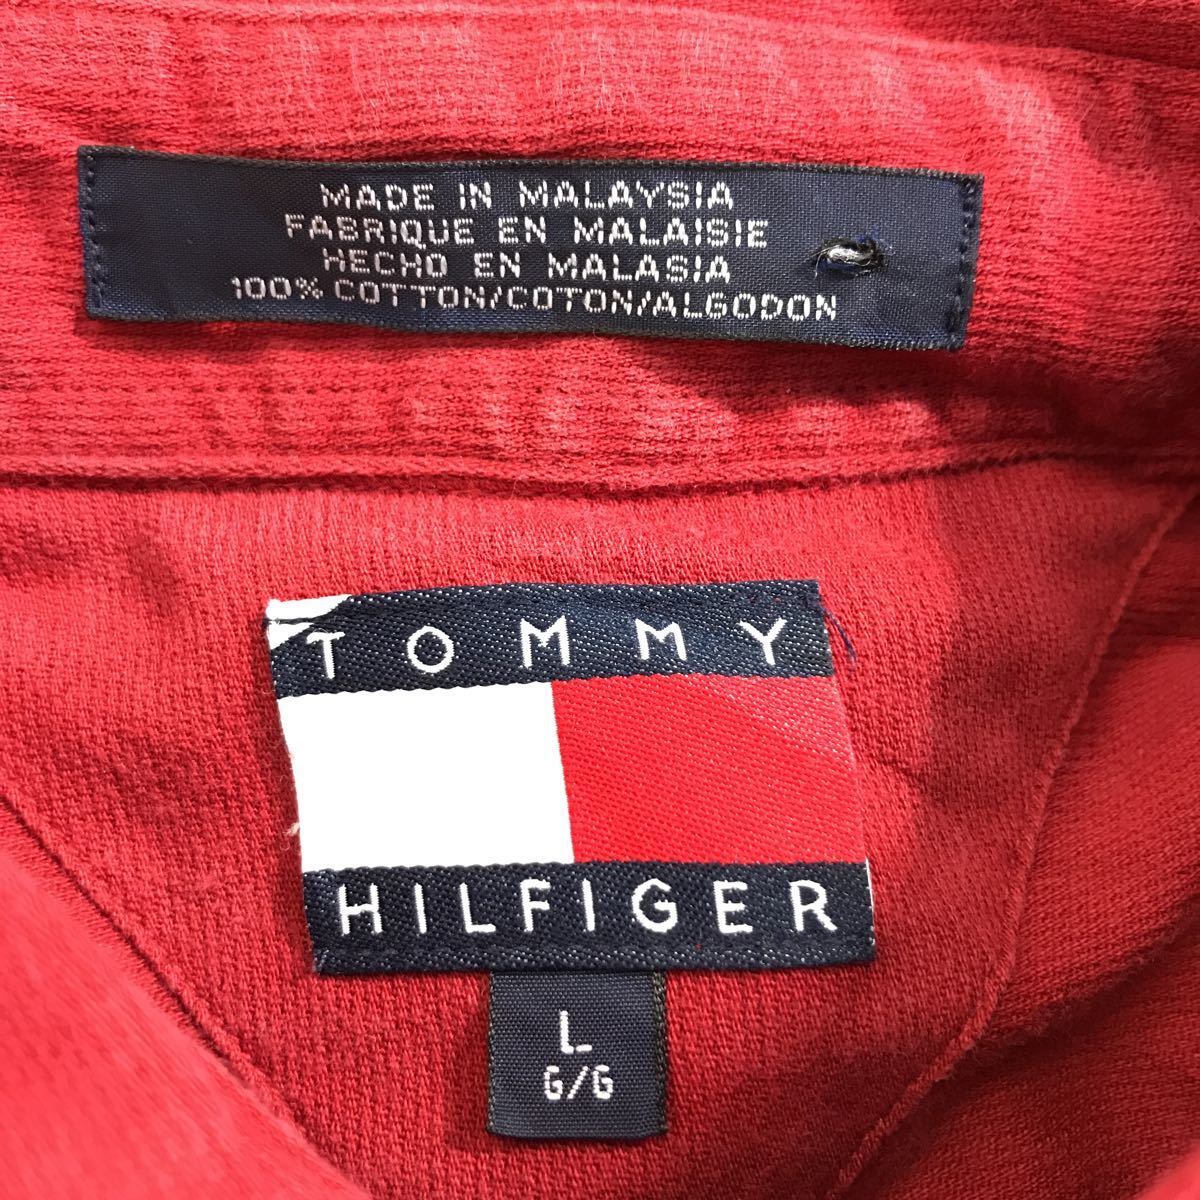 MADE IN MALAYSIA
FABRIQUE EN MALAISIE
HECHO EN MALASIA
100% COTTON/COTON/ALGODON
TOMMY
HILFIGER
L
G/G